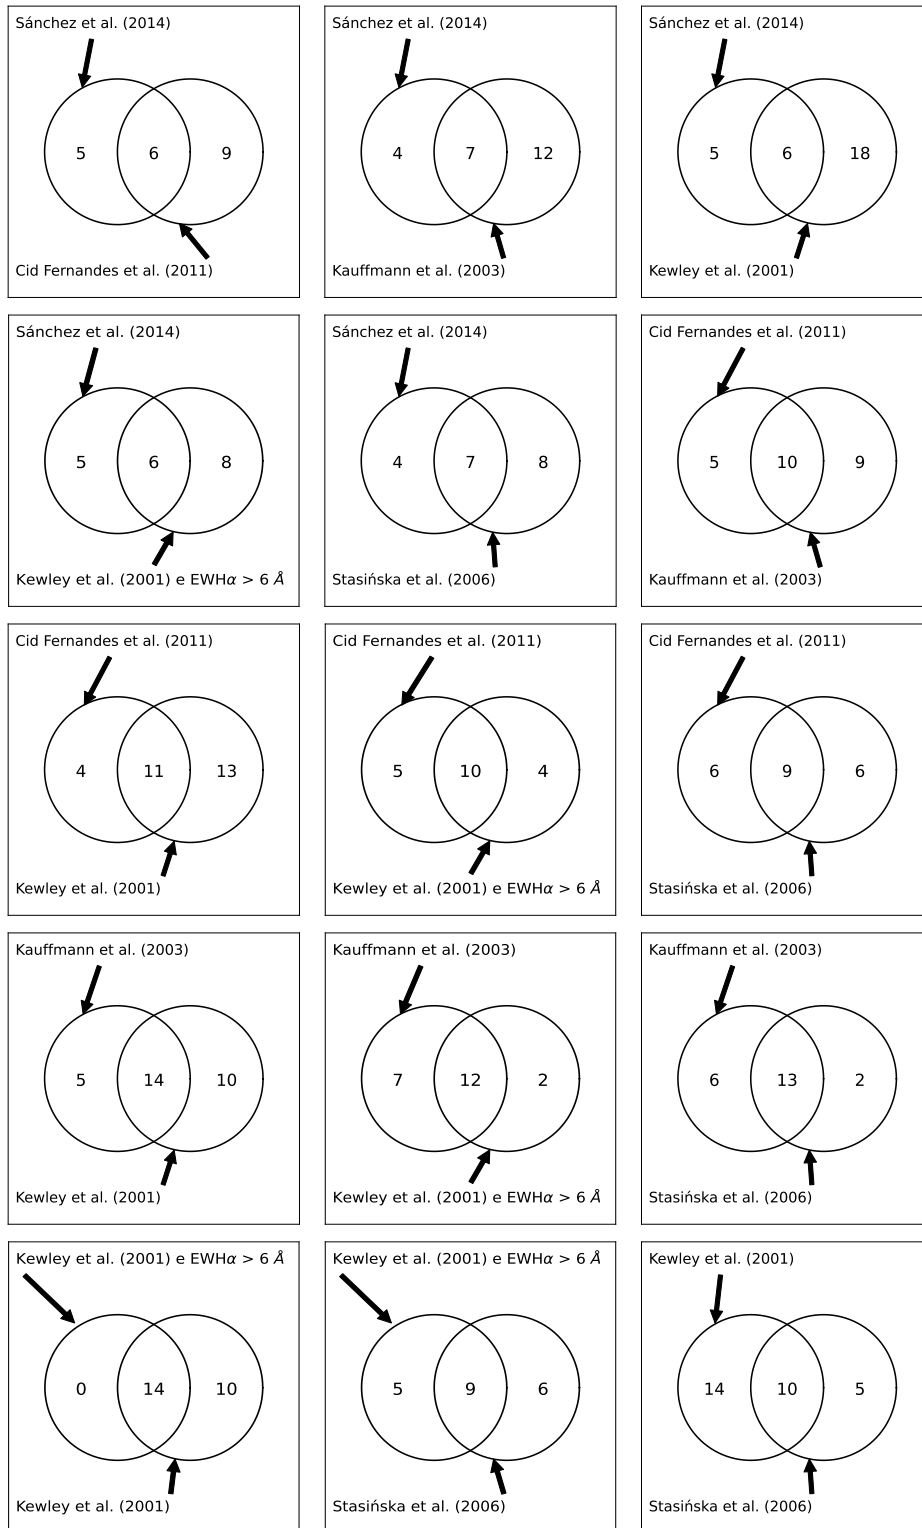 Sánchez et al. (2014)
5 6 9
Cid Fernandes et al. (2011)
Sánchez et al. (2014)
4 7 12
Kauffmann et al. (2003)
Sánchez et al. (2014)
5 6 18
Kewley et al. (2001)
Sánchez et al. (2014)
5 6 8
Kewley et al. (2001) e EWHα > 6 Å
Sánchez et al. (2014)
4 7 8
Stasińska et al. (2006)
Cid Fernandes et al. (2011)
5 10 9
Kauffmann et al. (2003)
Cid Fernandes et al. (2011)
4 11 13
Kewley et al. (2001)
Cid Fernandes et al. (2011)
5 10 4
Kewley et al. (2001) e EWHα > 6 Å
Cid Fernandes et al. (2011)
6 9 6
Stasińska et al. (2006)
Kauffmann et al. (2003)
5 14 10
Kewley et al. (2001)
Kauffmann et al. (2003)
7 12 2
Kewley et al. (2001) e EWHα > 6 Å
Kauffmann et al. (2003)
6 13 2
Stasińska et al. (2006)
Kewley et al. (2001) e EWHα > 6 Å
0 14 10
Kewley et al. (2001)
Kewley et al. (2001) e EWHα > 6 Å
5 9 6
Stasińska et al. (2006)
Kewley et al. (2001)
14 10 5
Stasińska et al. (2006)